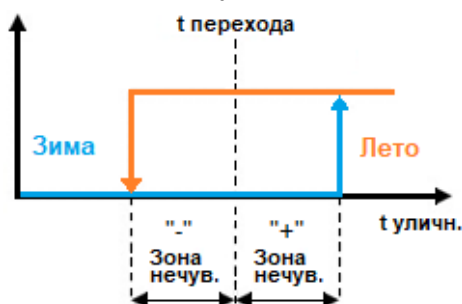 t перехода
Зима
Лето
t уличн.
"-"
Зона
нечув.
"+"
Зона
нечув.